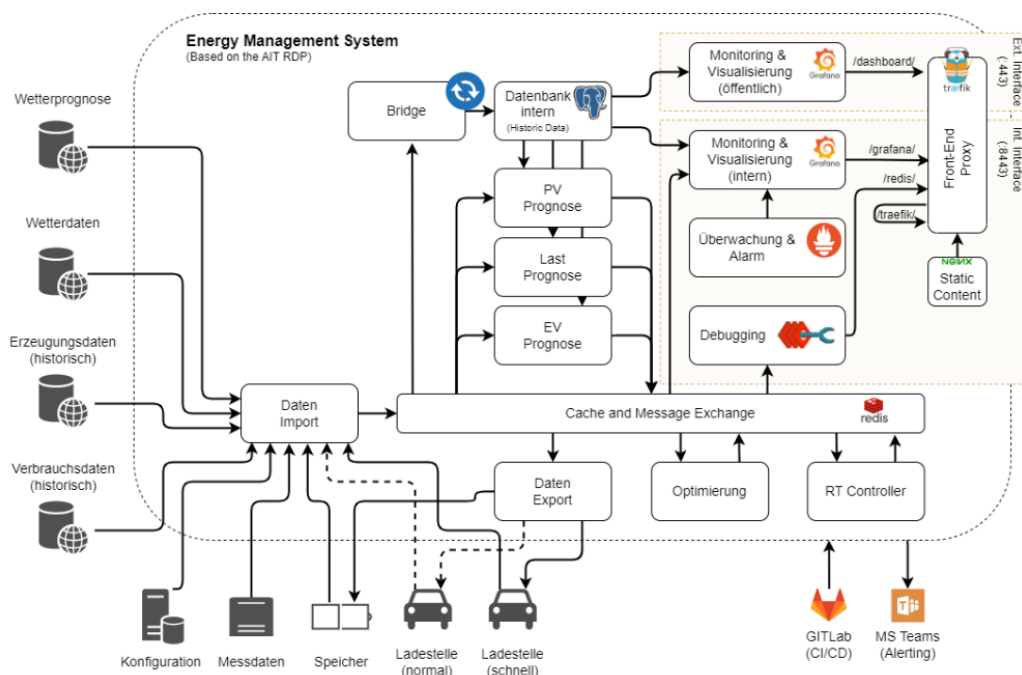 Energy Management System
(Based on the AIT RDP)
Wetterprognose
Wetterdaten
Erzeugungsdaten
(historisch)
Verbrauchsdaten
(historisch)
Bridge
Datenbank
intern
(Historic Data)
PV
Prognose
Last
Prognose
EV
Prognose
Monitoring &
Visualisierung
(öffentlich)
Grafana
/dashboard/
træfik
Ext. Interface
(:443)
Monitoring &
Visualisierung
(intern)
Grafana
/grafana/
/redis/
/traefik/
Front-End
Proxy
Int. Interface
(:8443)
Überwachung &
Alarm
NGINX
Static
Content
Debugging
Daten
Import
Cache and Message Exchange
redis
Daten
Export
Optimierung
RT Controller
Konfiguration
Messdaten
Speicher
Ladestelle
(normal)
Ladestelle
(schnell)
GITLab
(CI/CD)
MS Teams
(Alerting)